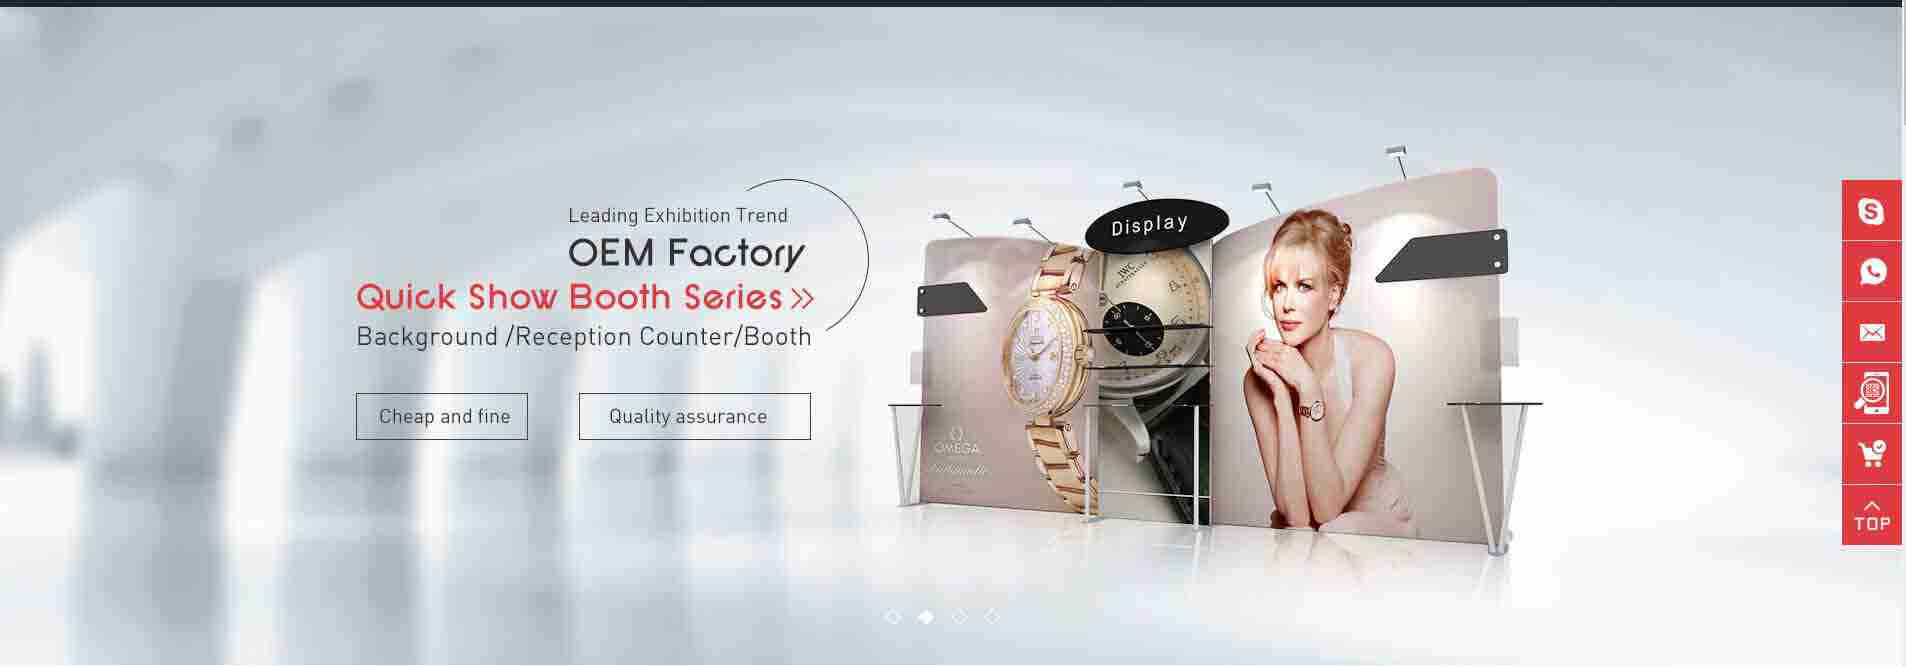 Leading Exhibition Trend
OEM Factory
Quick Show Booth Series
Background /Reception Counter/Booth
Cheap and fine
Quality assurance
Display
IWC
OMEGA
TOP